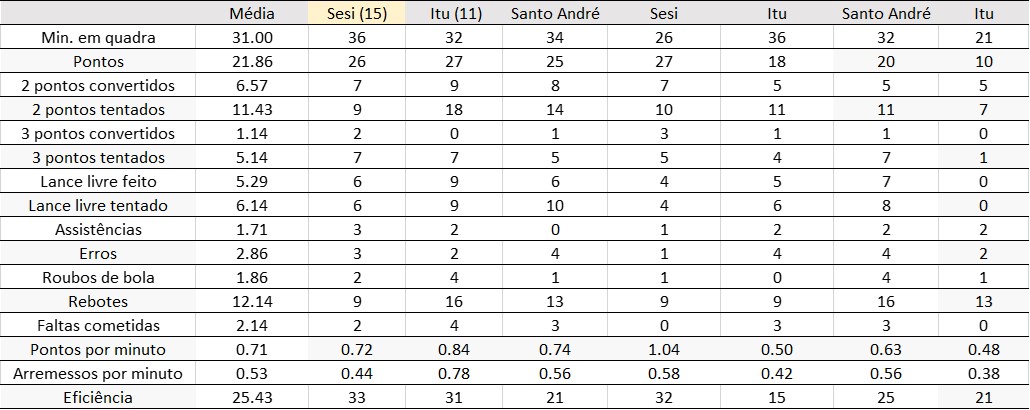 Média Sesi (15) Itu (11) Santo André Sesi Itu Santo André Itu
Min. em quadra 31.00 36 32 34 26 36 32 21
Pontos 21.86 26 27 25 27 18 20 10
2 pontos convertidos 6.57 7 9 8 7 5 5 5
2 pontos tentados 11.43 9 18 14 10 11 11 7
3 pontos convertidos 1.14 2 0 1 3 1 1 0
3 pontos tentados 5.14 7 7 5 5 4 7 1
Lance livre feito 5.29 6 9 6 4 5 7 0
Lance livre tentado 6.14 6 9 10 4 6 8 0
Assistências 1.71 3 2 0 1 2 2 2
Erros 2.86 3 2 4 1 4 4 2
Roubos de bola 1.86 2 4 1 1 0 4 1
Rebotes 12.14 9 16 13 9 9 16 13
Faltas cometidas 2.14 2 4 3 0 3 3 0
Pontos por minuto 0.71 0.72 0.84 0.74 1.04 0.50 0.63 0.48
Arremessos por minuto 0.53 0.44 0.78 0.56 0.58 0.42 0.56 0.38
Eficiência 25.43 33 31 21 32 15 25 21